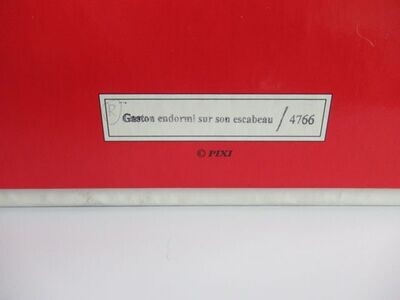 Gaston endormi sur son escabeau / 4766
© PIXI